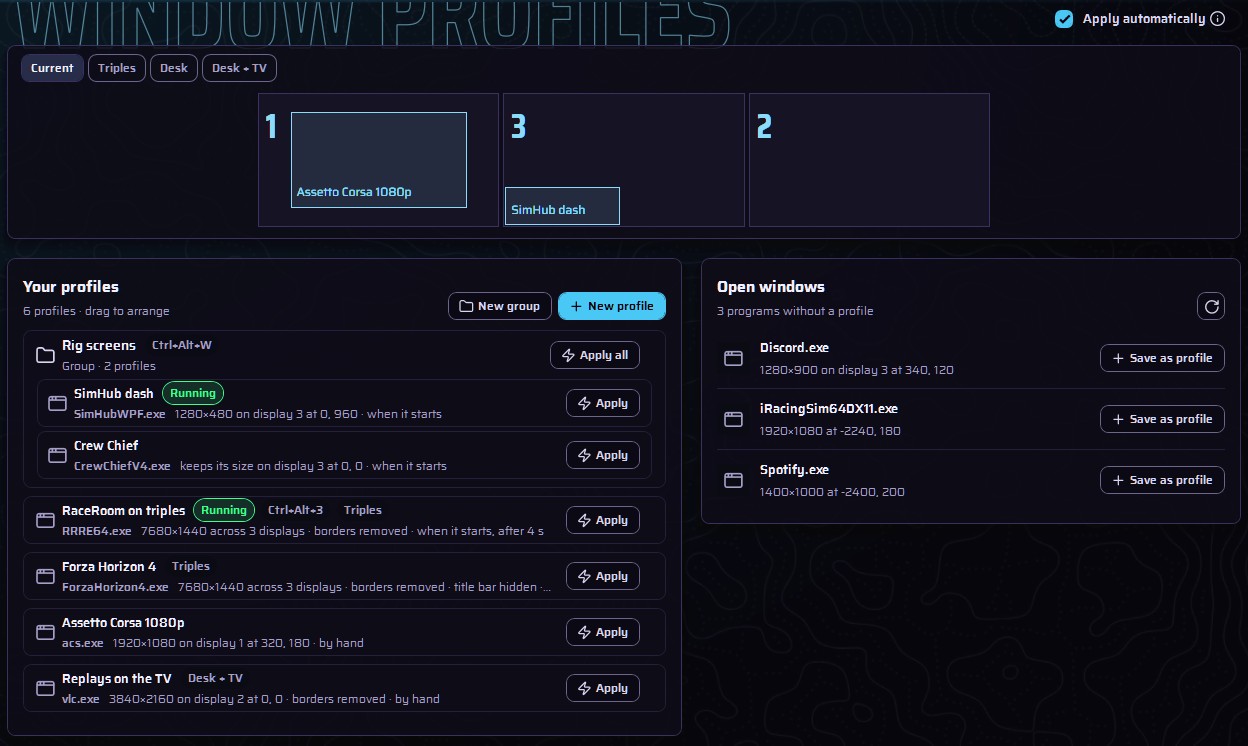 WINDOW PROFILES
Apply automatically
Current
Triples
Desk
Desk + TV
1
3
2
Assetto Corsa 1080p
SimHub dash
Your profiles
6 profiles · drag to arrange
New group
New profile
Rig screens Ctrl+Alt+W
Group · 2 profiles
Apply all
SimHub dash Running
SimHubWPF.exe 1280×480 on display 3 at 0, 960 · when it starts
Apply
Crew Chief
CrewChiefV4.exe keeps its size on display 3 at 0, 0 · when it starts
Apply
RaceRoom on triples Running Ctrl+Alt+3 Triples
RRRE64.exe 7680×1440 across 3 displays · borders removed · when it starts, after 4 s
Apply
Forza Horizon 4 Triples
ForzaHorizon4.exe 7680×1440 across 3 displays · borders removed · title bar hidden ·...
Apply
Assetto Corsa 1080p
acs.exe 1920×1080 on display 1 at 320, 180 · by hand
Apply
Replays on the TV Desk + TV
vlc.exe 3840×2160 on display 2 at 0, 0 · borders removed · by hand
Apply
Open windows
3 programs without a profile
Discord.exe
1280×900 on display 3 at 340, 120
Save as profile
iRacingSim64DX11.exe
1920×1080 at -2240, 180
Save as profile
Spotify.exe
1400×1000 at -2400, 200
Save as profile